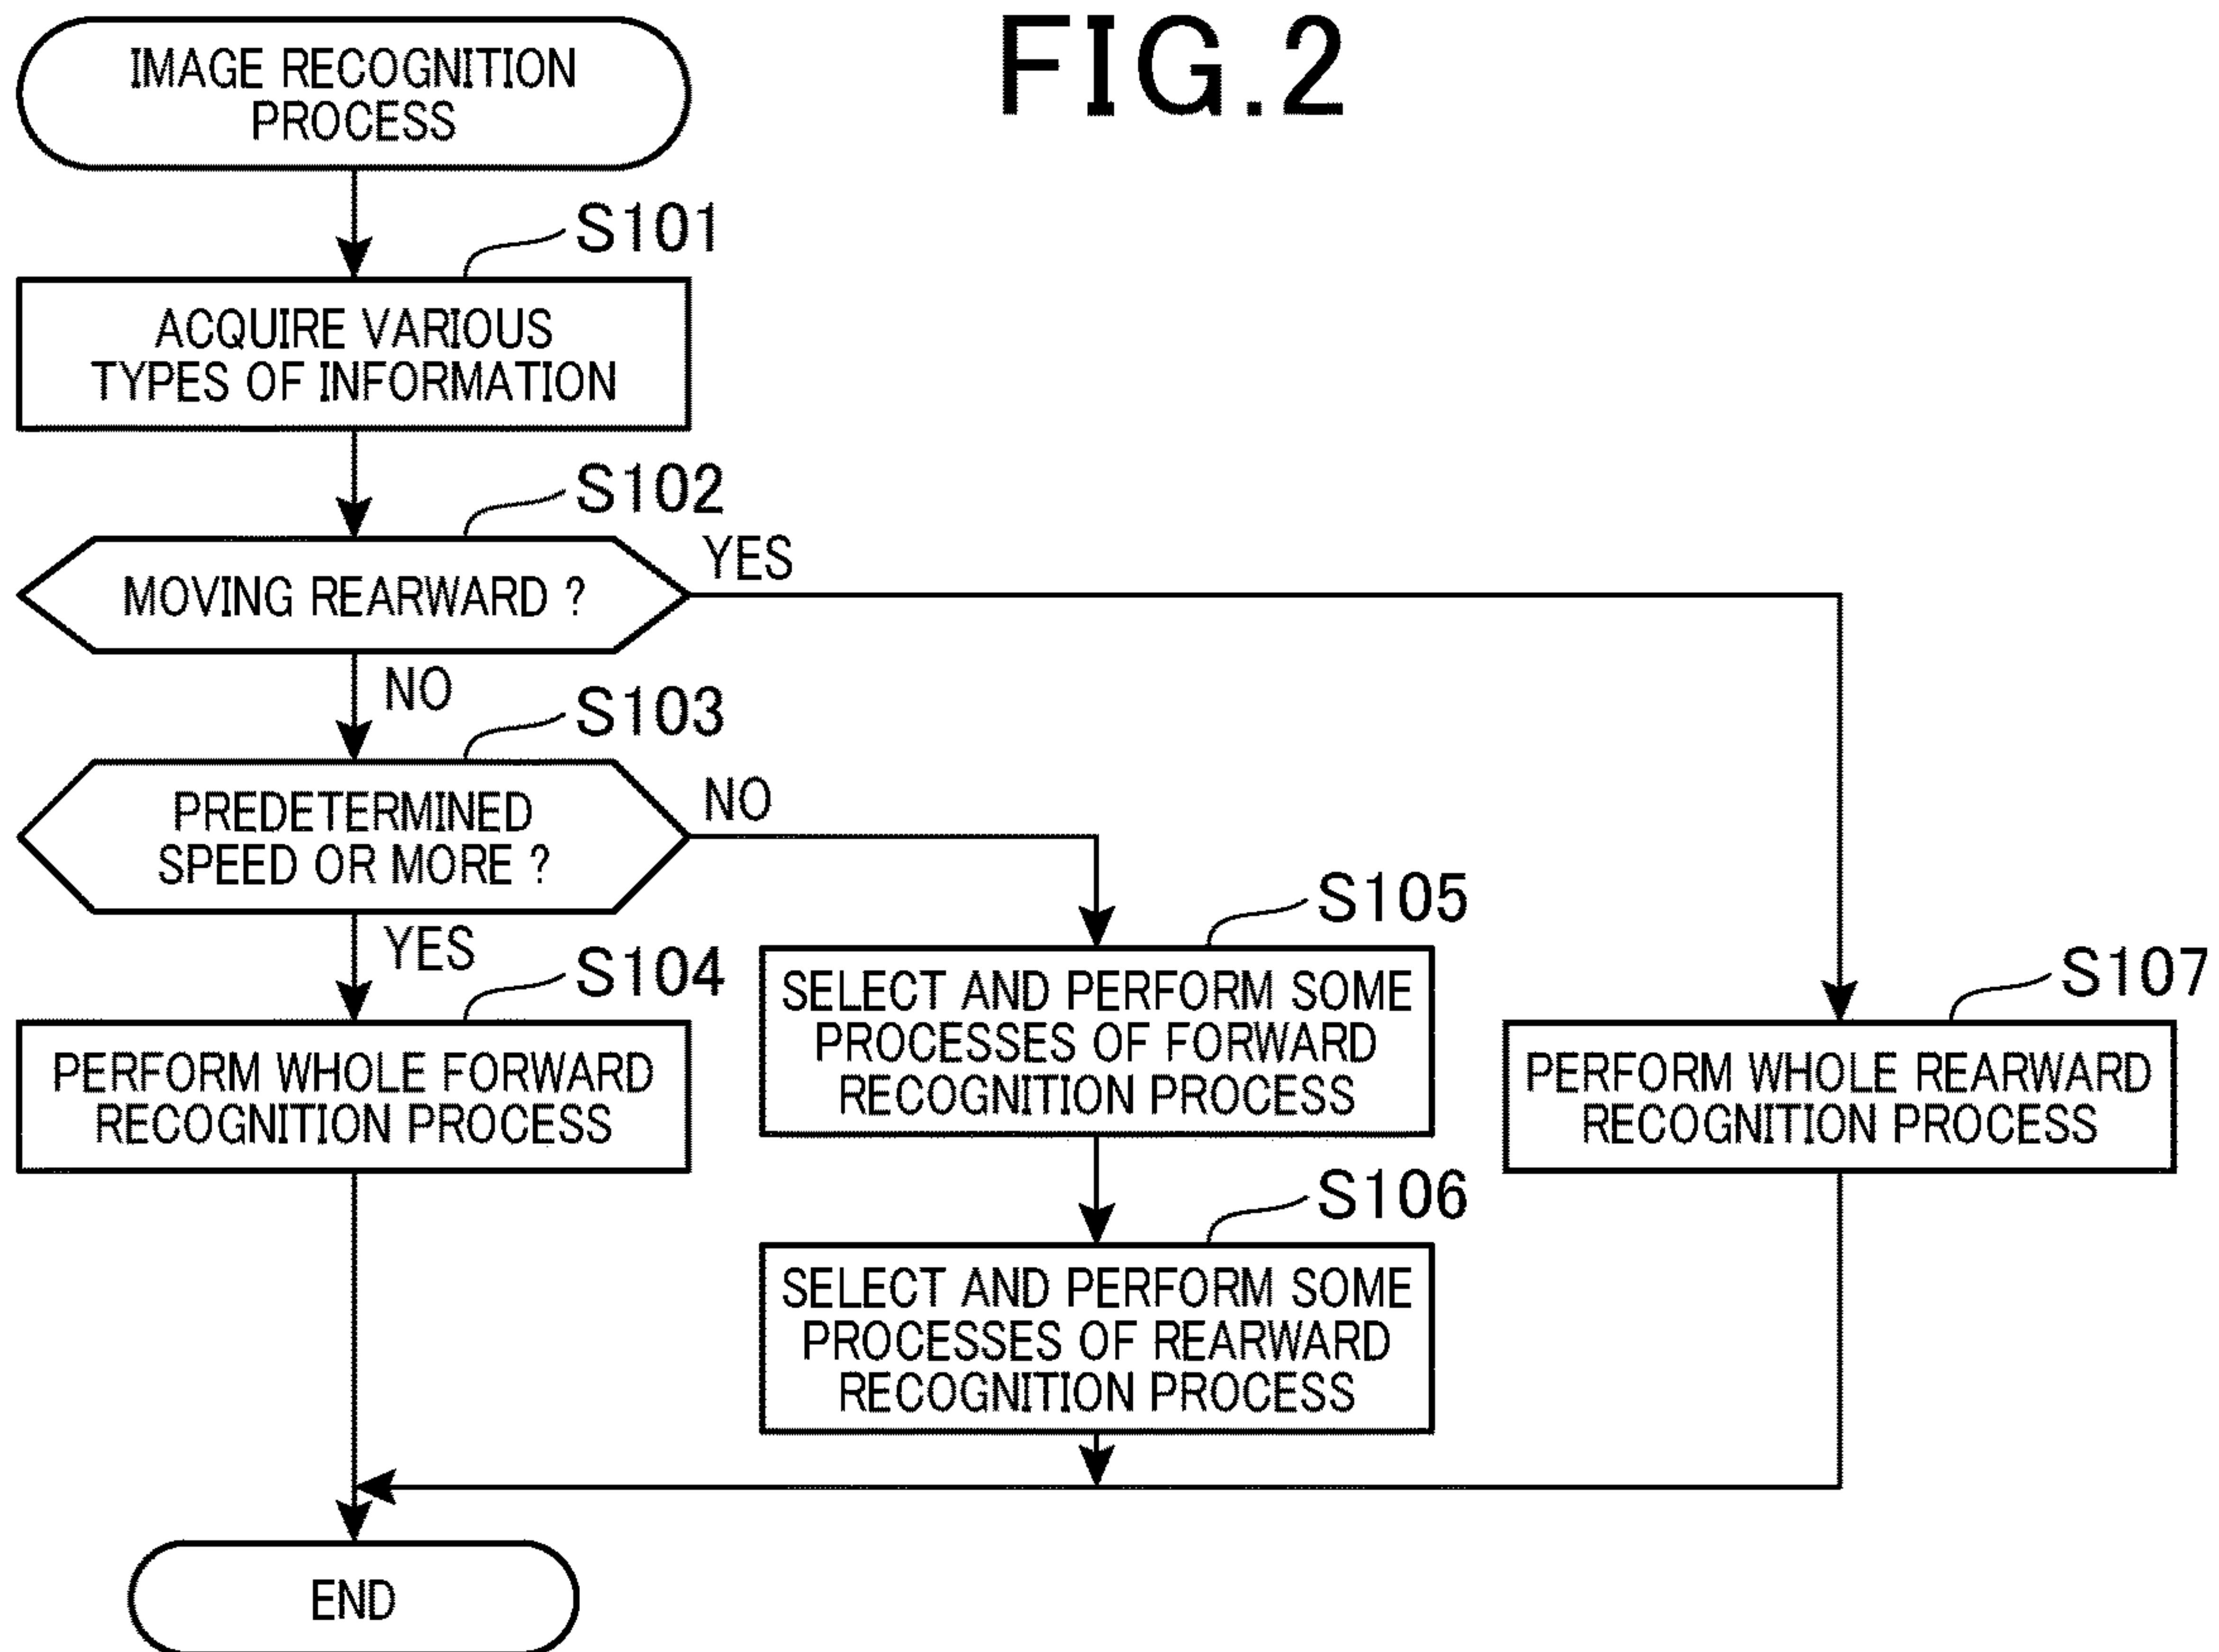 FIG.2
IMAGE RECOGNITION
PROCESS
S101
ACQUIRE VARIOUS
TYPES OF INFORMATION
S102
MOVING REARWARD ?
YES
NO
S103
PREDETERMINED
SPEED OR MORE ?
NO
YES
S104
PERFORM WHOLE FORWARD
RECOGNITION PROCESS
S105
SELECT AND PERFORM SOME
PROCESSES OF FORWARD
RECOGNITION PROCESS
S106
SELECT AND PERFORM SOME
PROCESSES OF REARWARD
RECOGNITION PROCESS
S107
PERFORM WHOLE REARWARD
RECOGNITION PROCESS
END